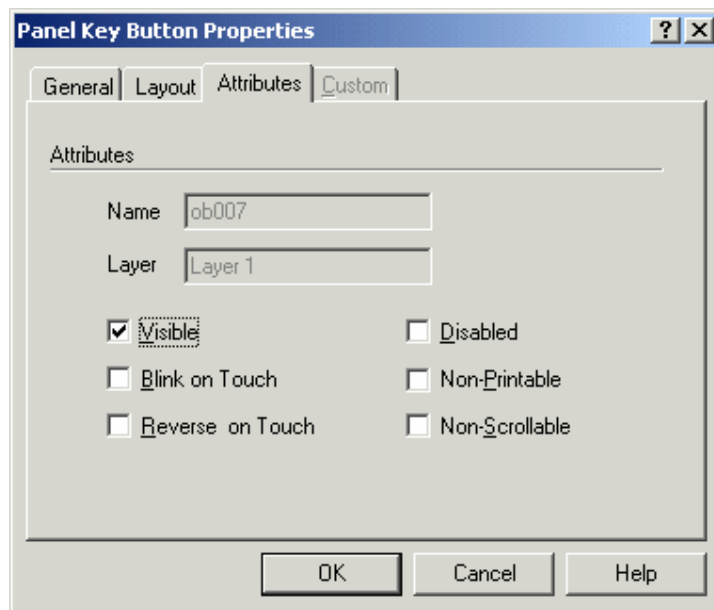 Panel Key Button Properties
General Layout Attributes Custom
Attributes
Name ob007
Layer Layer 1
Visible Disabled
Blink on Touch Non-Printable
Reverse on Touch Non-Scrollable
OK Cancel Help